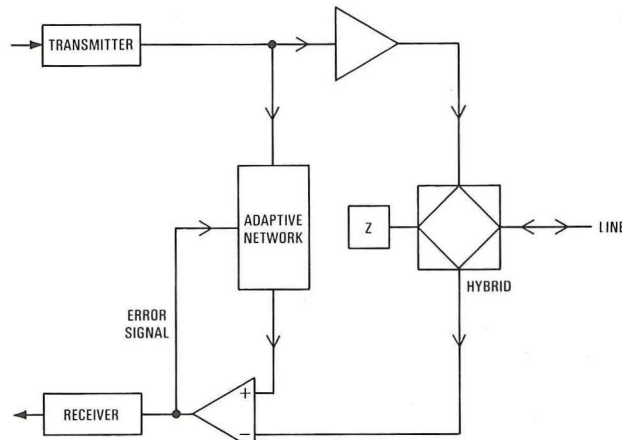 TRANSMITTER
ADAPTIVE
NETWORK
Z
LINE
HYBRID
ERROR
SIGNAL
+
−
RECEIVER